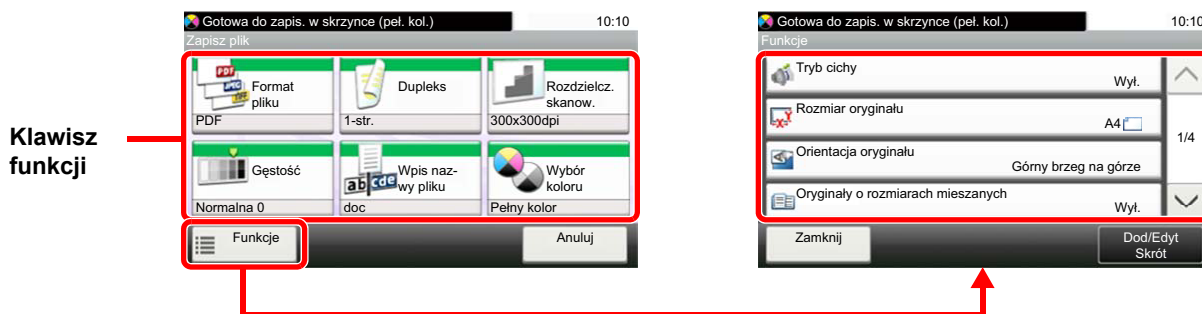 Klawisz
funkcji
Gotowa do zapis. w skrzynce (peł. kol.) 10:10
Zapisz plik
PDF
JPEG
TIFF
Format
pliku
PDF
Dupleks
1-str.
Rozdzielcz.
skanow.
300x300dpi
Gęstość
Normalna 0
abcde
Wpis naz-
wy pliku
doc
Wybór
koloru
Pełny kolor
Funkcje
Anuluj
Gotowa do zapis. w skrzynce (peł. kol.) 10:10
Funkcje
Tryb cichy
Wył.
Rozmiar oryginału
A4
Orientacja oryginału
Górny brzeg na górze
Oryginały o rozmiarach mieszanych
Wył.
1/4
Zamknij
Dod/Edyt
Skrót